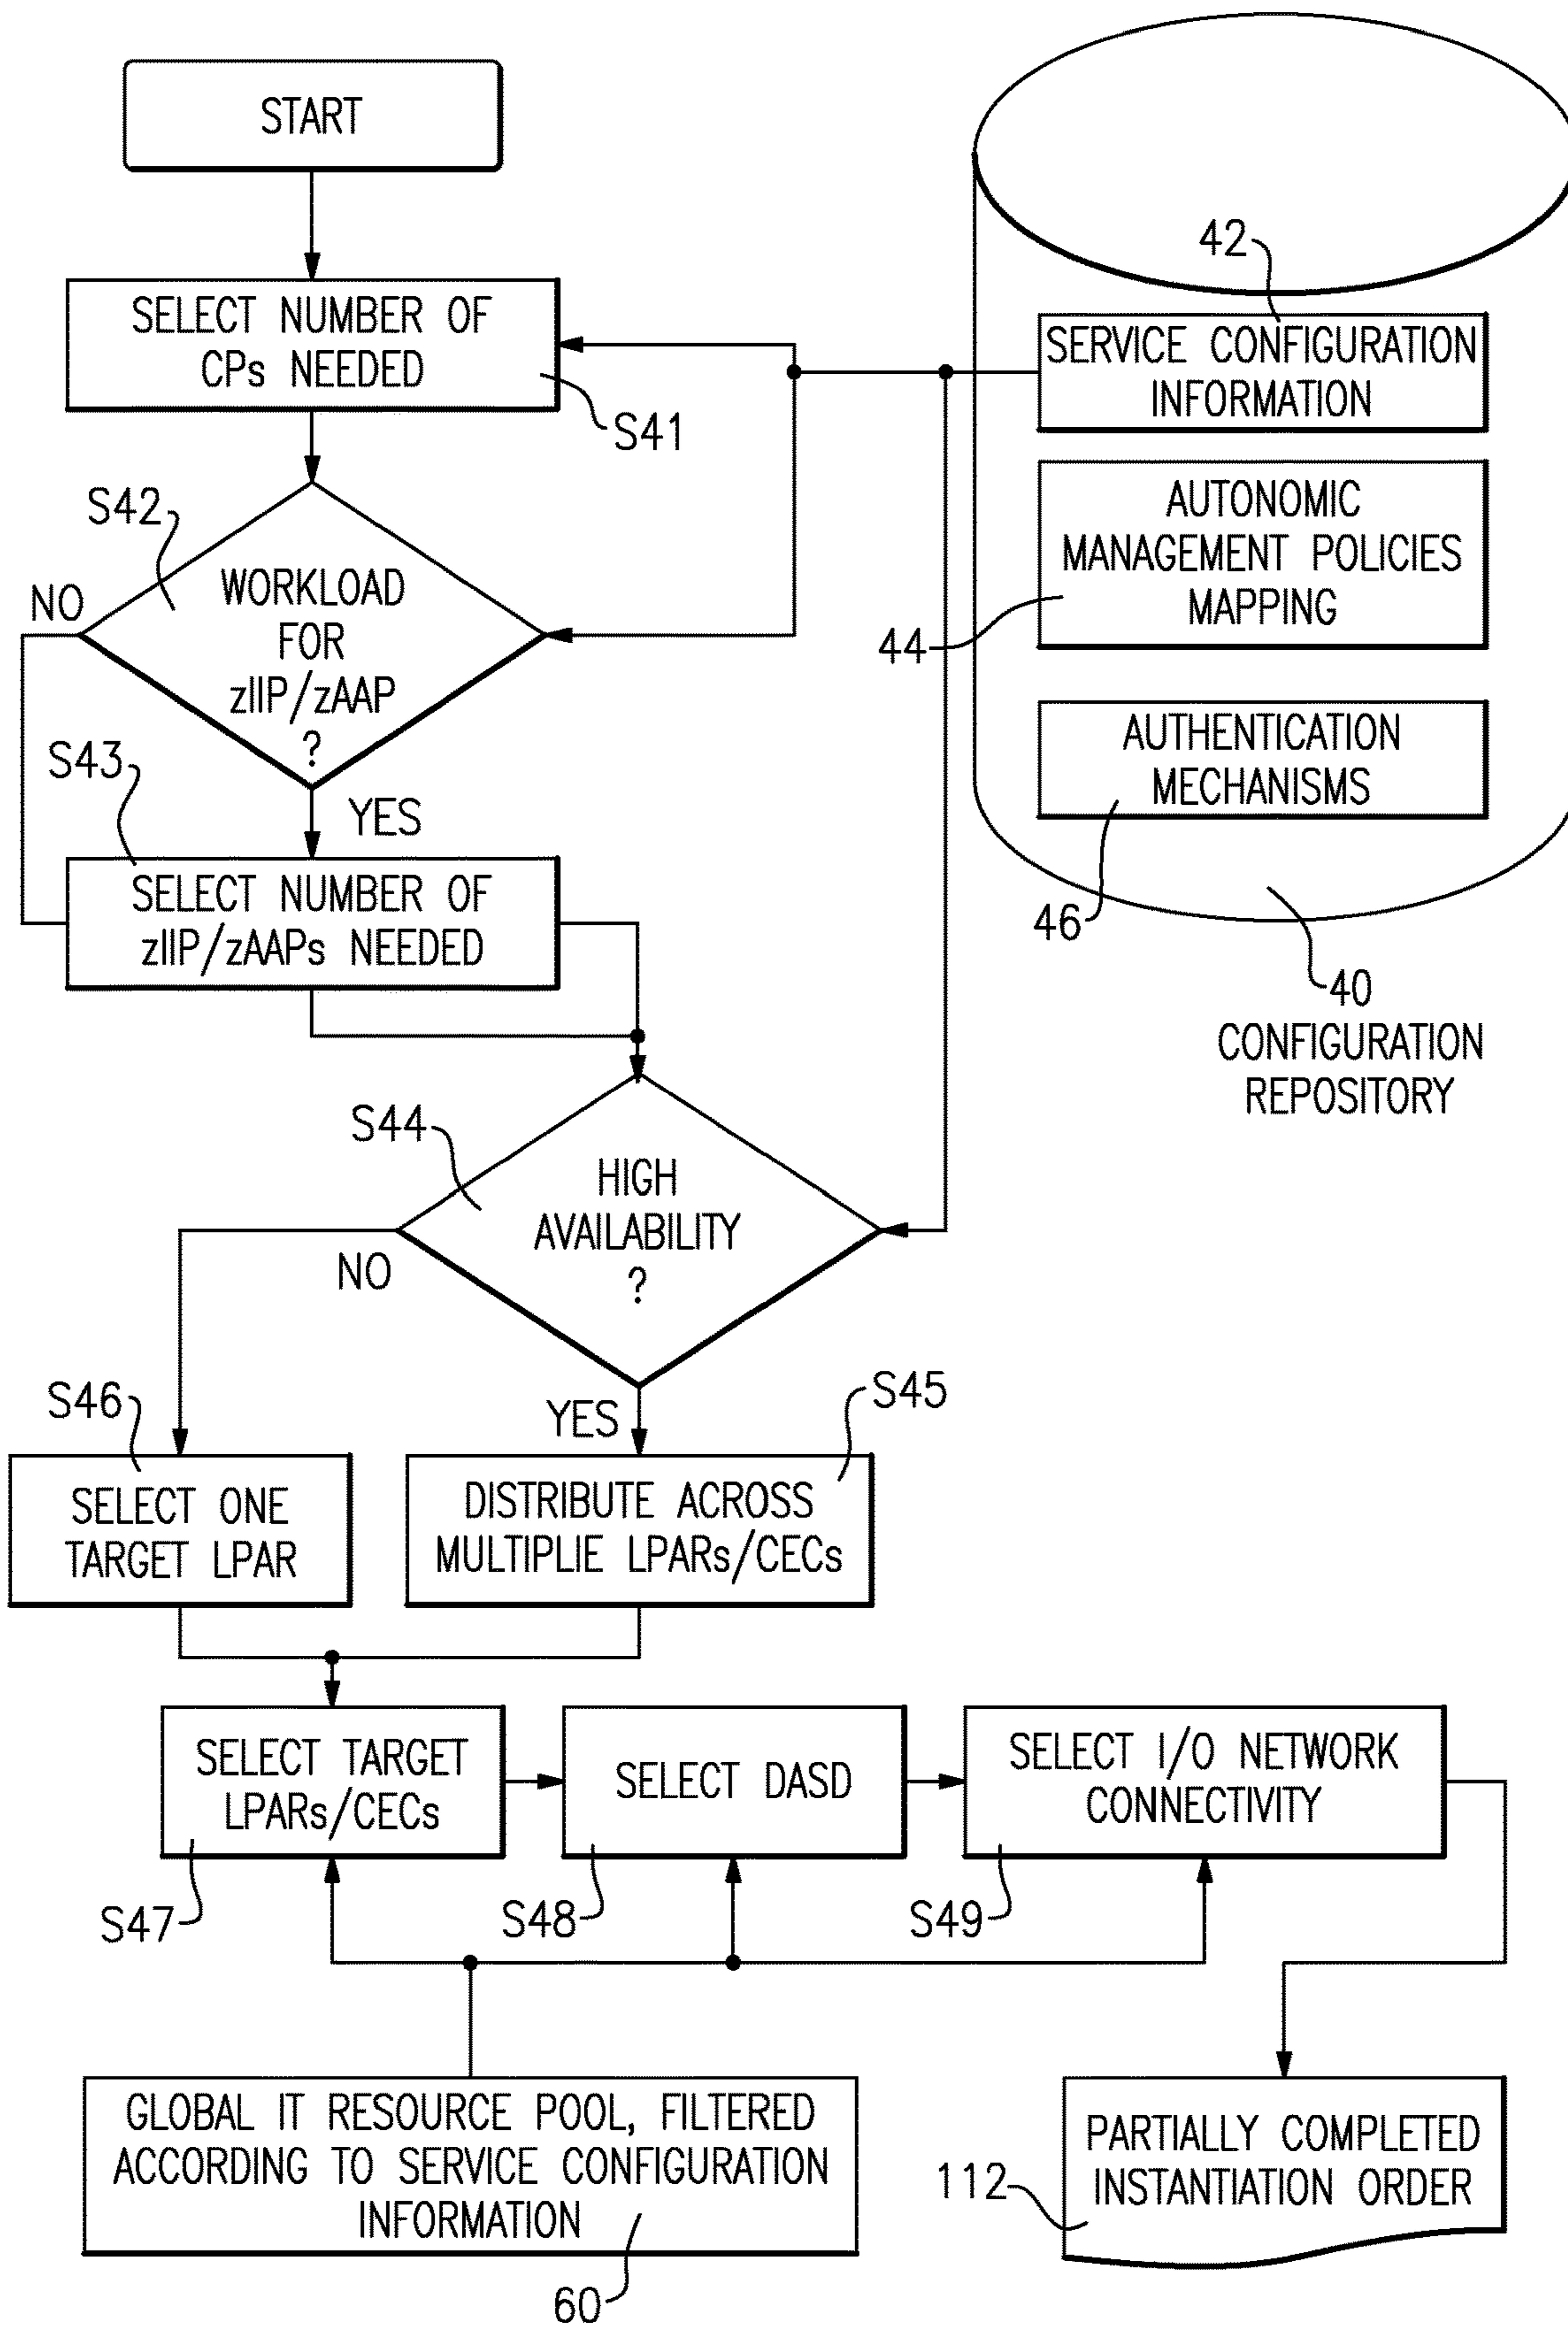 START
SELECT NUMBER OF
CPs NEEDED
S41
S42
WORKLOAD
FOR
zIIP/zAAP
?
NO
YES
S43
SELECT NUMBER OF
zIIP/zAAPs NEEDED
42
SERVICE CONFIGURATION
INFORMATION
AUTONOMIC
MANAGEMENT POLICIES
MAPPING
44
AUTHENTICATION
MECHANISMS
46
40
CONFIGURATION
REPOSITORY
S44
HIGH
AVAILABILITY
?
NO
YES
S46
SELECT ONE
TARGET LPAR
S45
DISTRIBUTE ACROSS
MULTIPLIE LPARs/CECs
SELECT TARGET
LPARs/CECs
S47
SELECT DASD
S48
SELECT I/O NETWORK
CONNECTIVITY
S49
GLOBAL IT RESOURCE POOL, FILTERED
ACCORDING TO SERVICE CONFIGURATION
INFORMATION
60
PARTIALLY COMPLETED
INSTANTIATION ORDER
112